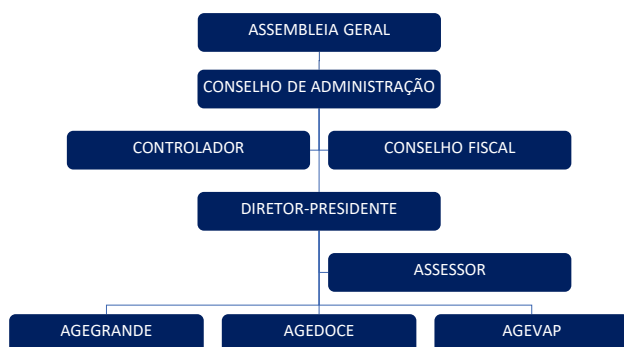 ASSEMBLEIA GERAL
CONSELHO DE ADMINISTRAÇÃO
CONTROLADOR
CONSELHO FISCAL
DIRETOR-PRESIDENTE
ASSESSOR
AGEGRANDE
AGEDOCE
AGEVAP